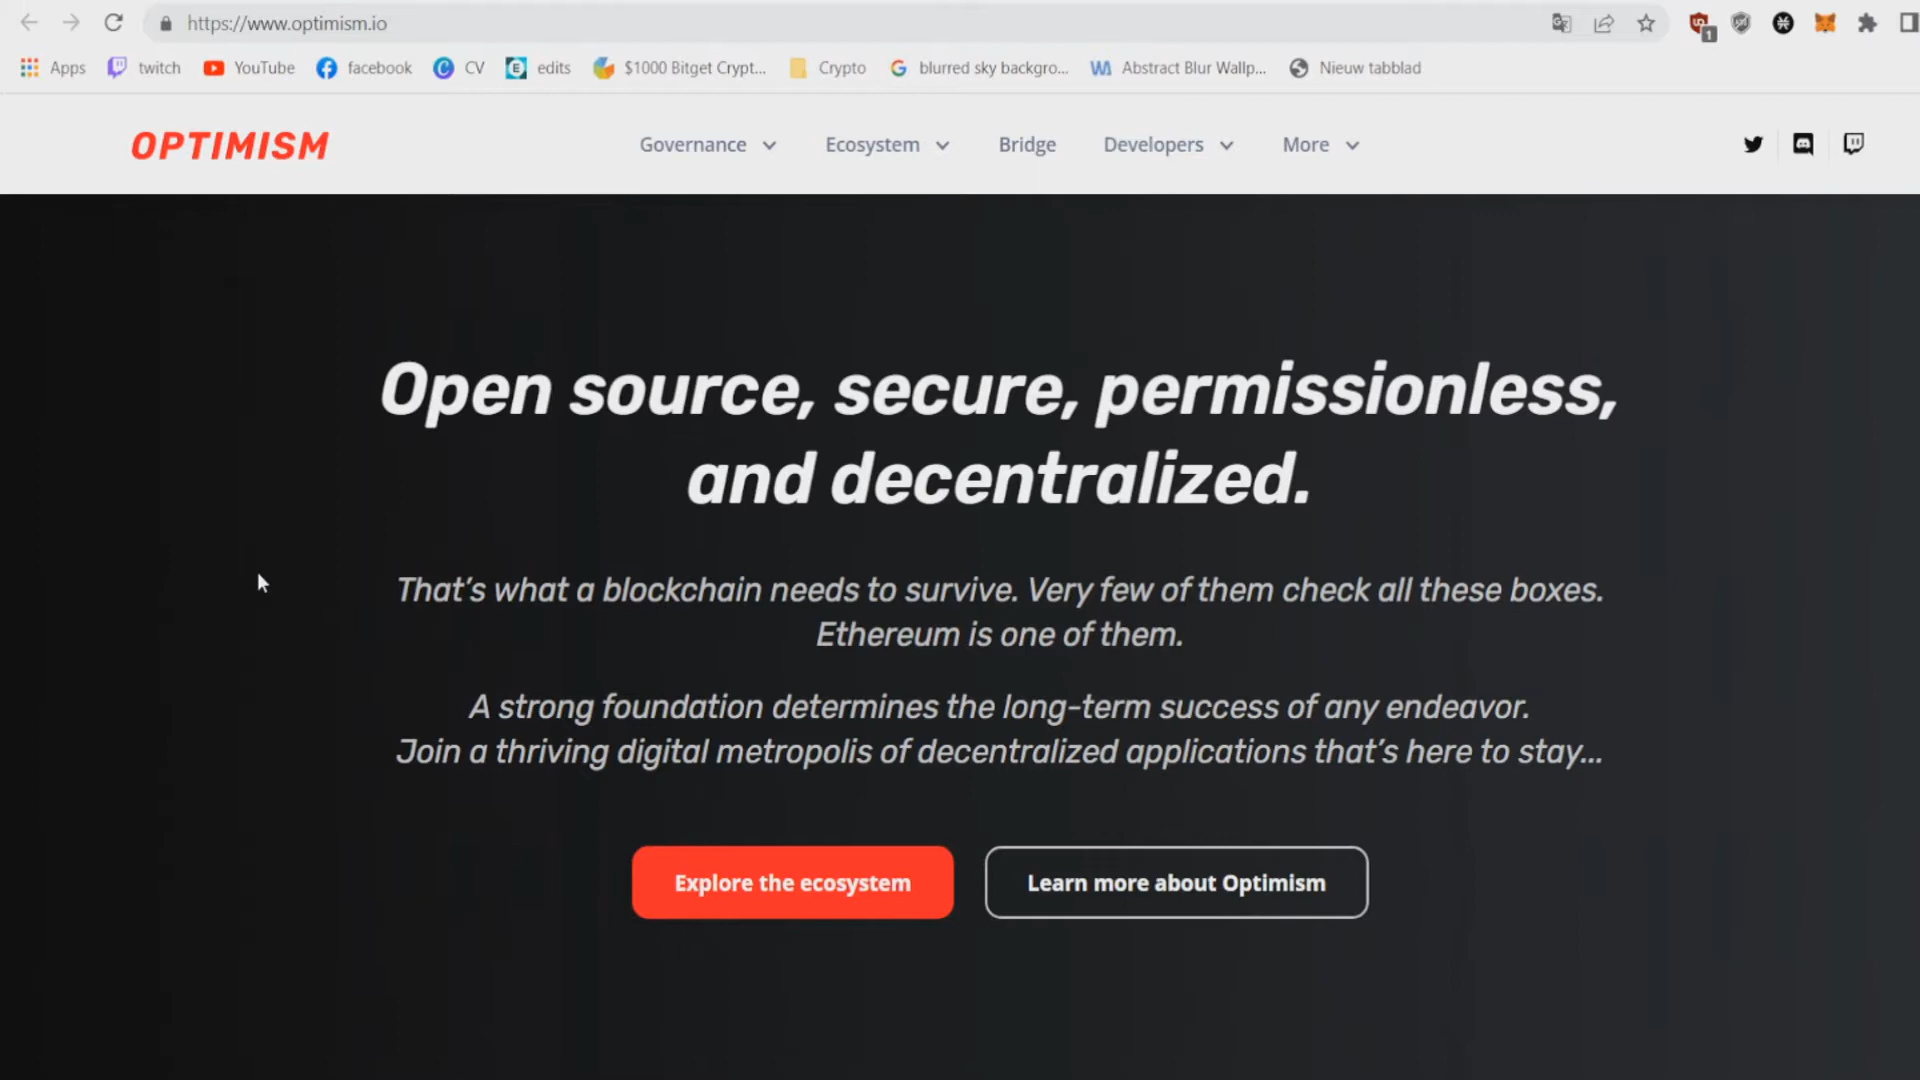 https://www.optimism.io
1
Apps twitch YouTube facebook CV edits $1000 Bitget Crypt... Crypto blurred sky backgro... Abstract Blur Wallp... Nieuw tabblad
OPTIMISM
Governance Ecosystem Bridge Developers More
Open source, secure, permissionless,
and decentralized.
That's what a blockchain needs to survive. Very few of them check all these boxes.
Ethereum is one of them.
A strong foundation determines the long-term success of any endeavor.
Join a thriving digital metropolis of decentralized applications that's here to stay...
Explore the ecosystem Learn more about Optimism